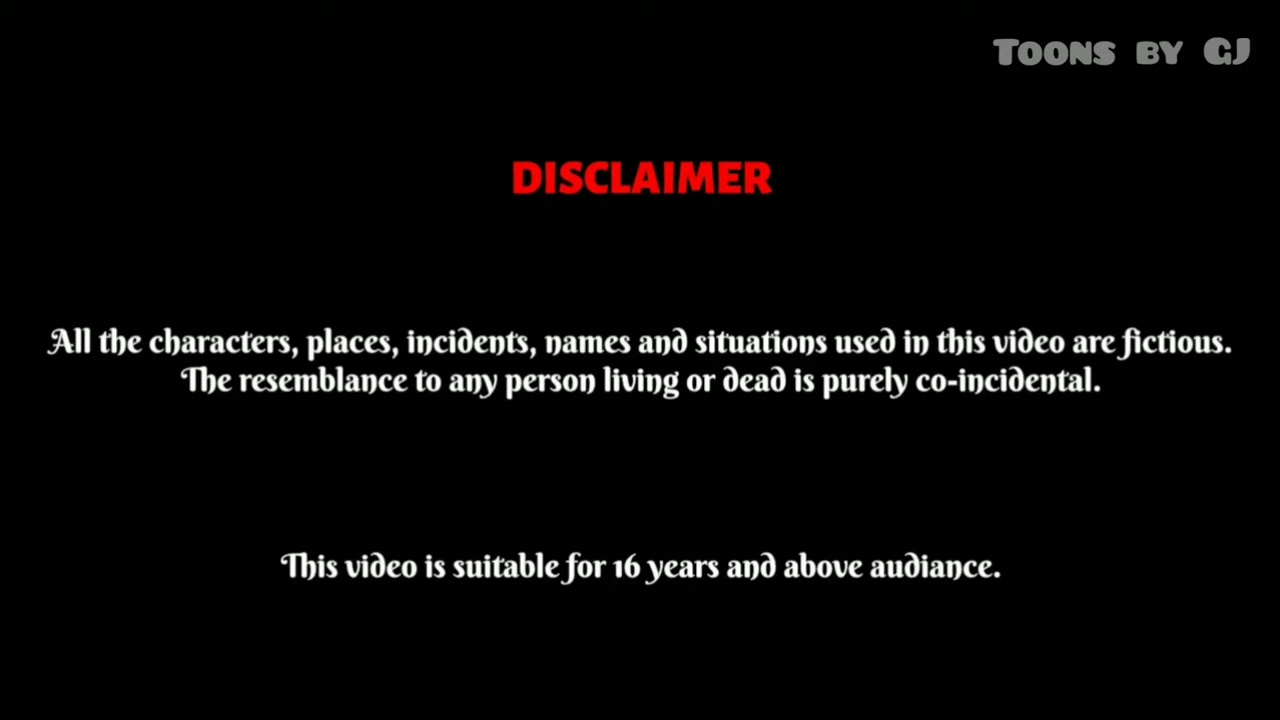 Toons by GJ
DISCLAIMER
All the characters, places, incidents, names and situations used in this video are fictious.
The resemblance to any person living or dead is purely co-incidental.
This video is suitable for 16 years and above audiance.